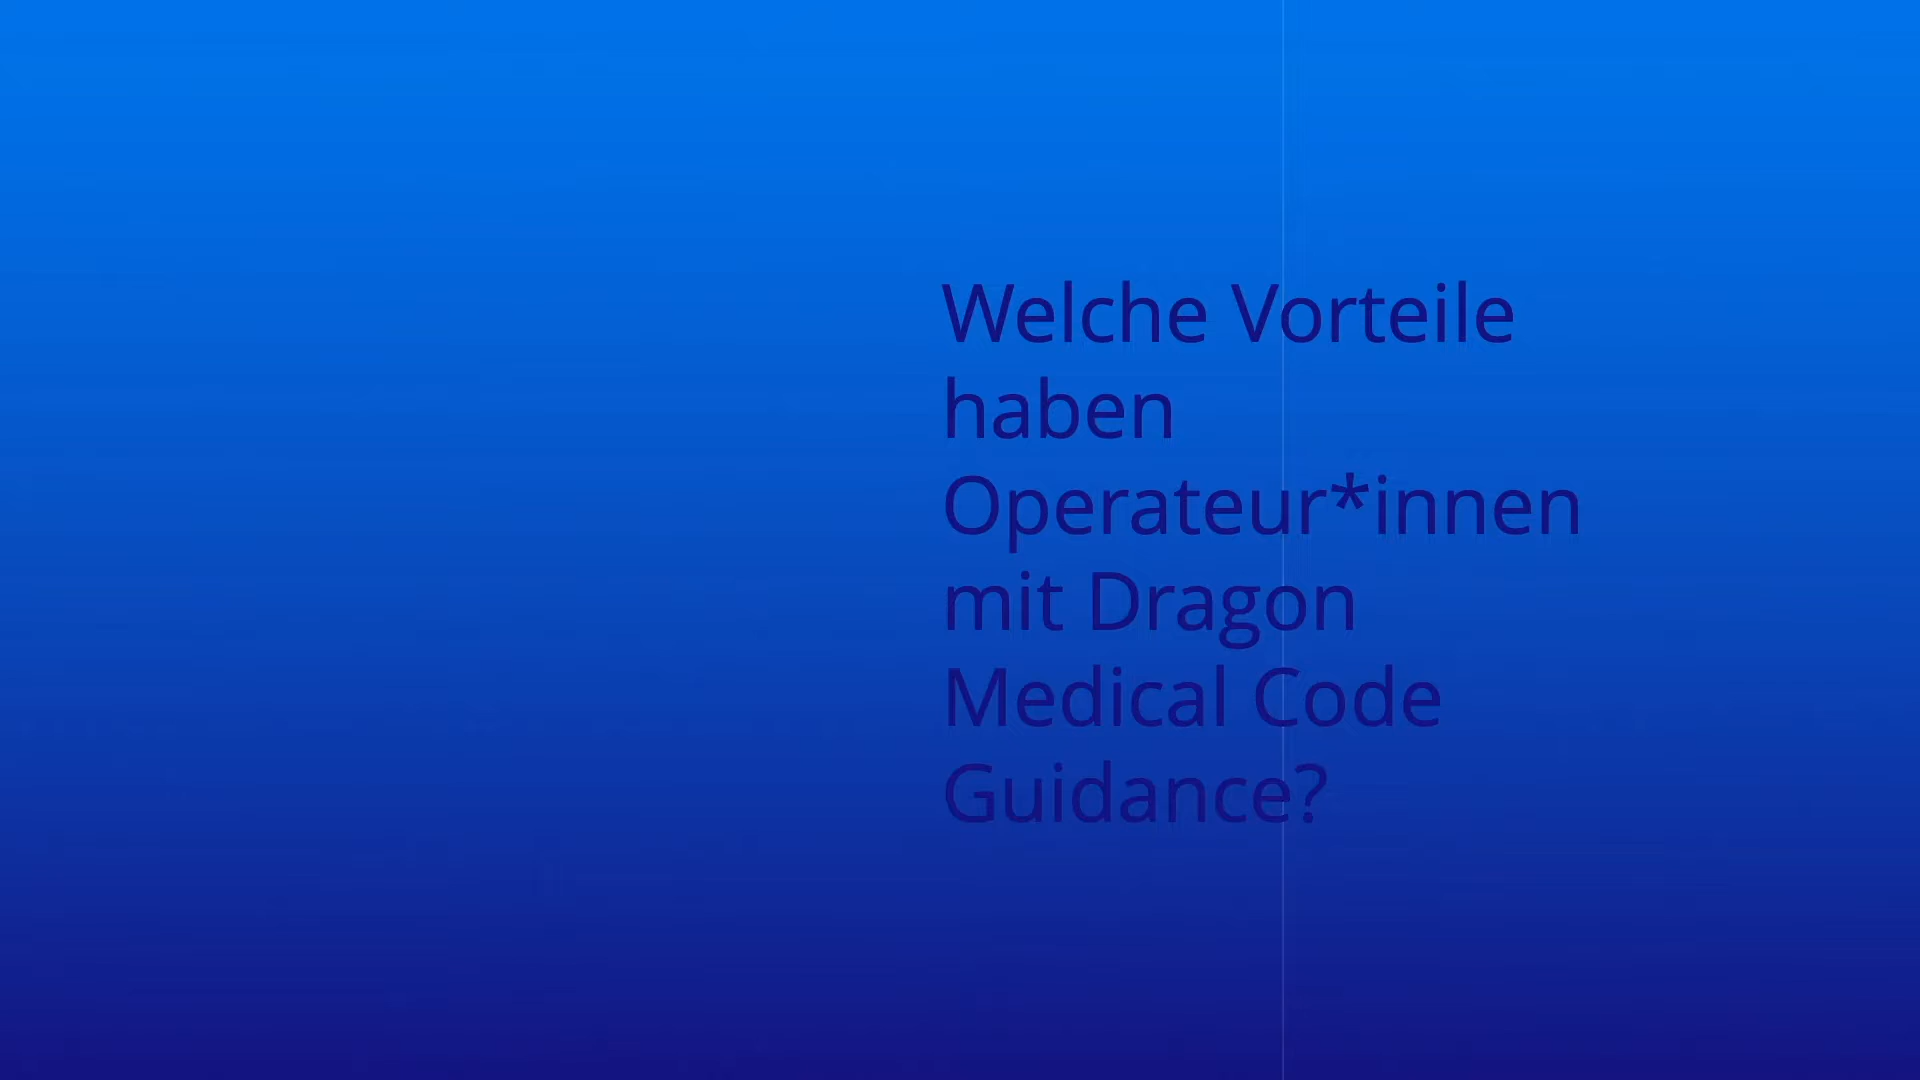 Welche Vorteile
haben
Operateur*innen
mit Dragon
Medical Code
Guidance?